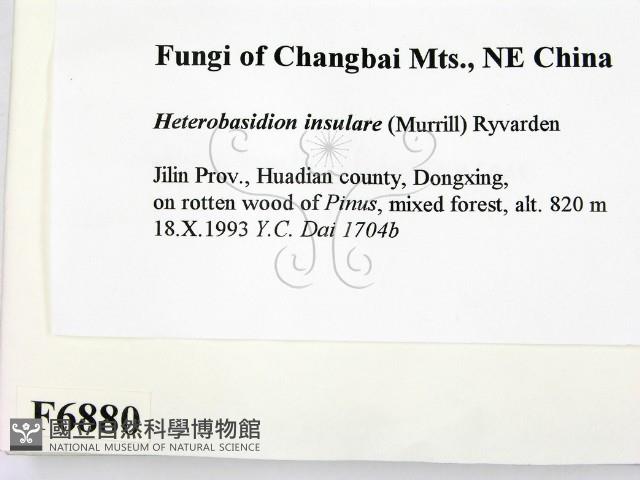 Fungi of Changbai Mts., NE China
Heterobasidion insulare (Murrill) Ryvarden
Jilin Prov., Huadian county, Dongxing,
on rotten wood of Pinus, mixed forest, alt. 820 m
18.X.1993 Y.C. Dai 1704b
F6880
國立自然科學博物館
NATIONAL MUSEUM OF NATURAL SCIENCE